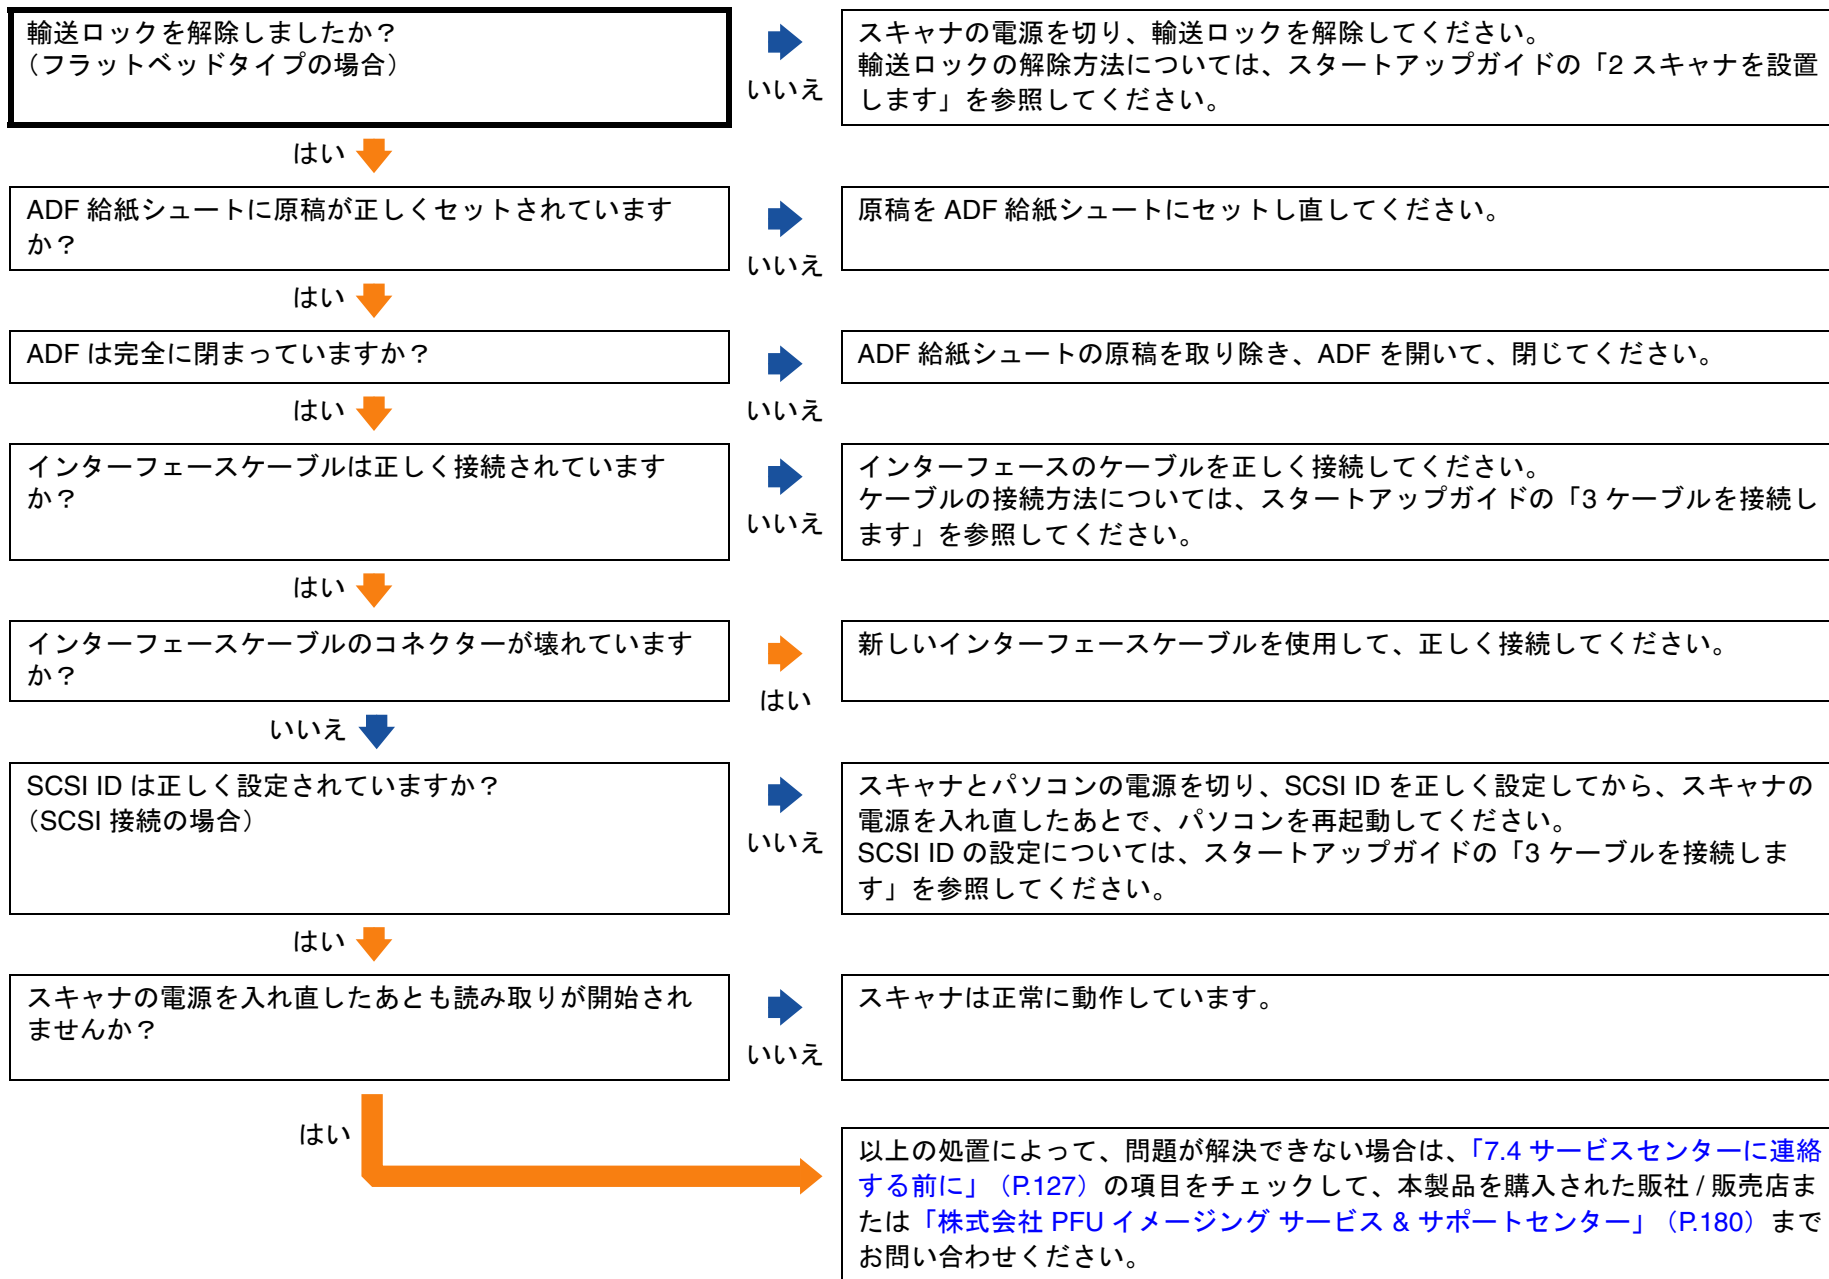 輸送ロックを解除しましたか？
（フラットベッドタイプの場合）
いいえ
スキャナの電源を切り、輸送ロックを解除してください。
輸送ロックの解除方法については、スタートアップガイドの「2 スキャナを設置
します」を参照してください。
はい
ADF 給紙シュートに原稿が正しくセットされています
か？
いいえ
原稿を ADF 給紙シュートにセットし直してください。
はい
ADF は完全に閉まっていますか？
いいえ
ADF 給紙シュートの原稿を取り除き、ADF を開いて、閉じてください。
はい
インターフェースケーブルは正しく接続されています
か？
いいえ
インターフェースのケーブルを正しく接続してください。
ケーブルの接続方法については、スタートアップガイドの「3 ケーブルを接続し
ます」を参照してください。
はい
インターフェースケーブルのコネクターが壊れています
か？
はい
新しいインターフェースケーブルを使用して、正しく接続してください。
いいえ
SCSI ID は正しく設定されていますか？
（SCSI 接続の場合）
いいえ
スキャナとパソコンの電源を切り、SCSI ID を正しく設定してから、スキャナの
電源を入れ直したあとで、パソコンを再起動してください。
SCSI ID の設定については、スタートアップガイドの「3 ケーブルを接続しま
す」を参照してください。
はい
スキャナの電源を入れ直したあとも読み取りが開始され
ませんか？
いいえ
スキャナは正常に動作しています。
はい
以上の処置によって、問題が解決できない場合は、「7.4 サービスセンターに連絡
する前に」（P.127）の項目をチェックして、本製品を購入された販社 / 販売店ま
たは「株式会社 PFU イメージング サービス & サポートセンター」（P.180）まで
お問い合わせください。